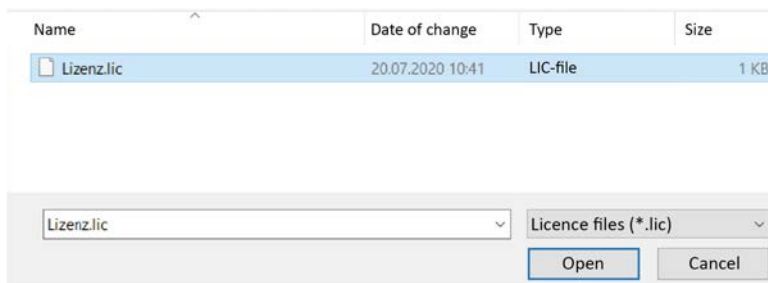 Name Date of change Type Size
Lizenz.lic 20.07.2020 10:41 LIC-file 1 KB
Lizenz.lic Licence files (*.lic)
Open Cancel